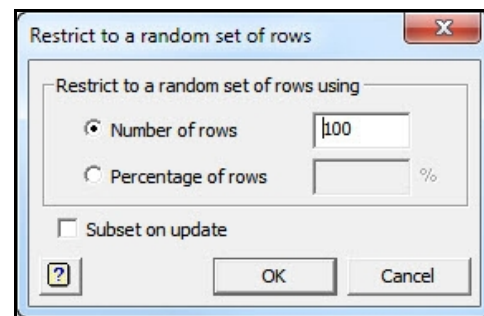 Restrict to a random set of rows
Restrict to a random set of rows using
Number of rows 100
Percentage of rows %
Subset on update
? OK Cancel